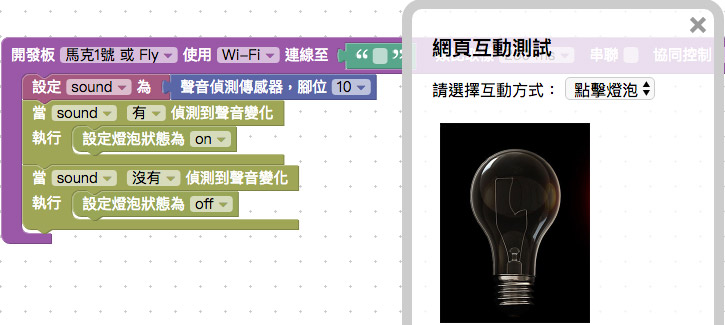 開發板 馬克1號 或 Fly 使用 Wi-Fi 連線至 “ ” 串聯 協同控制
設定 sound 為 聲音偵測傳感器，腳位 10
當 sound 有 偵測到聲音變化
執行 設定燈泡狀態為 on
當 sound 沒有 偵測到聲音變化
執行 設定燈泡狀態為 off
網頁互動測試
請選擇互動方式： 點擊燈泡